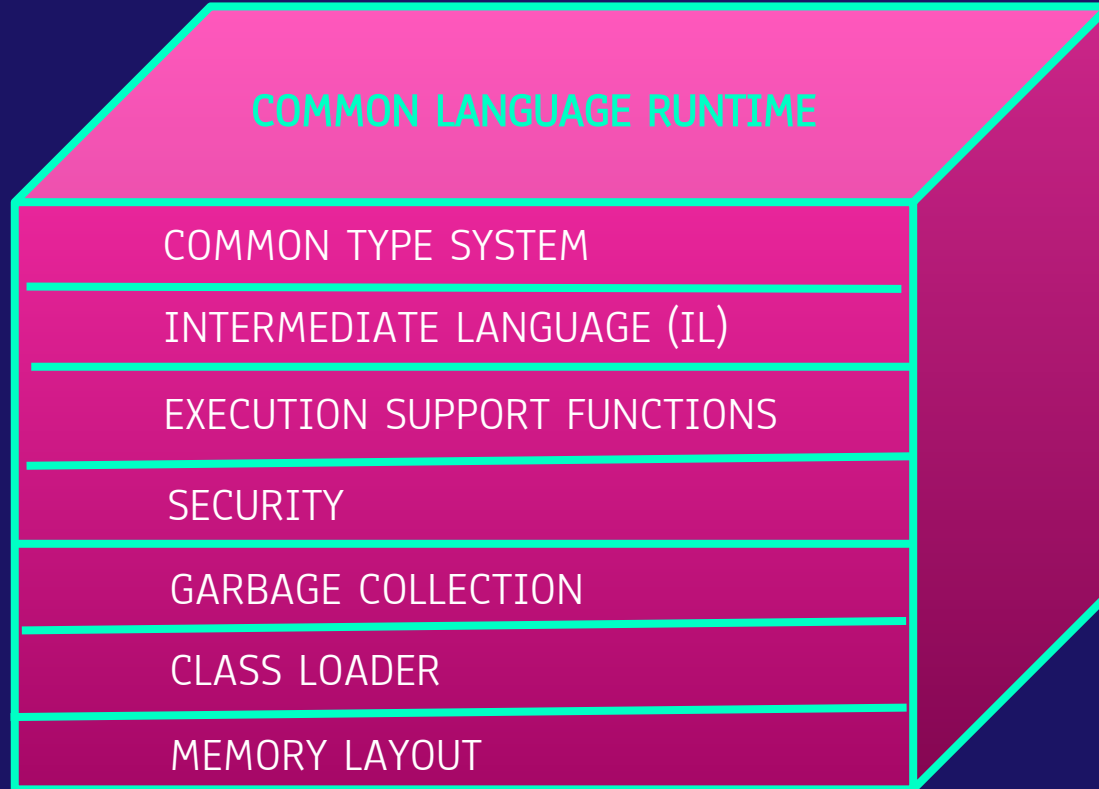 COMMON LANGUAGE RUNTIME
COMMON TYPE SYSTEM
INTERMEDIATE LANGUAGE (IL)
EXECUTION SUPPORT FUNCTIONS
SECURITY
GARBAGE COLLECTION
CLASS LOADER
MEMORY LAYOUT